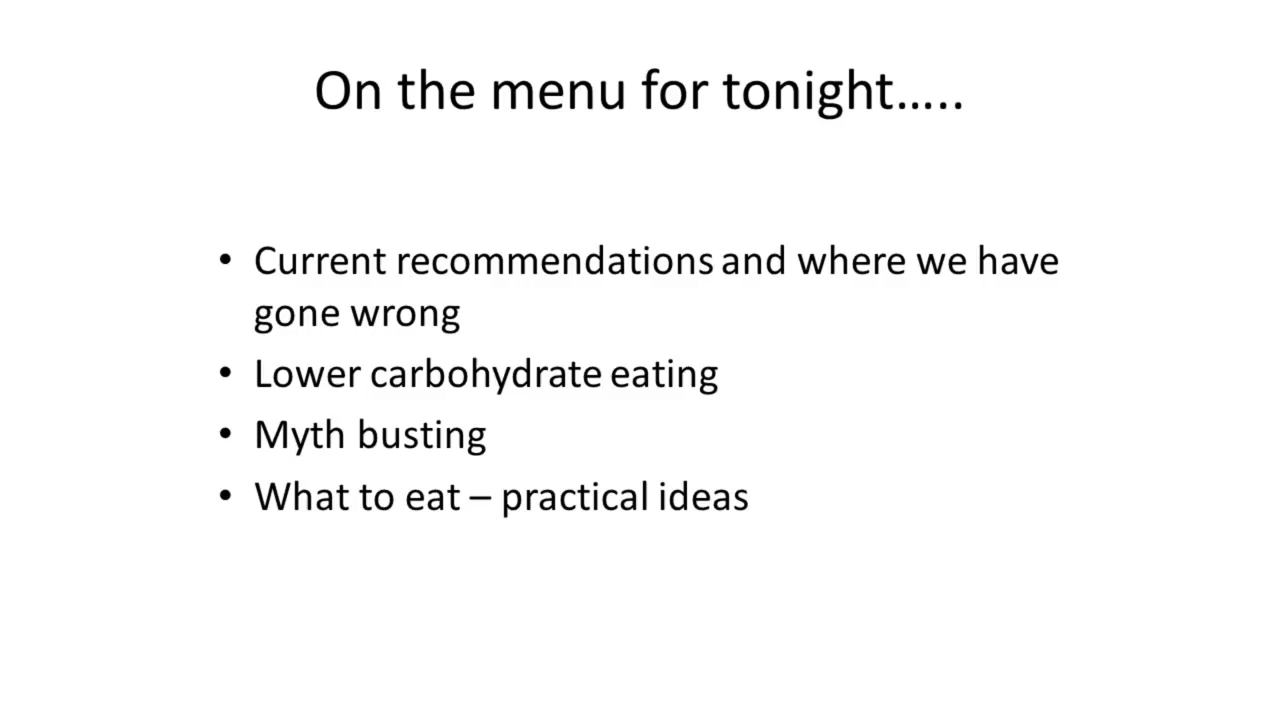 On the menu for tonight…..
• Current recommendations and where we have
gone wrong
• Lower carbohydrate eating
• Myth busting
• What to eat – practical ideas